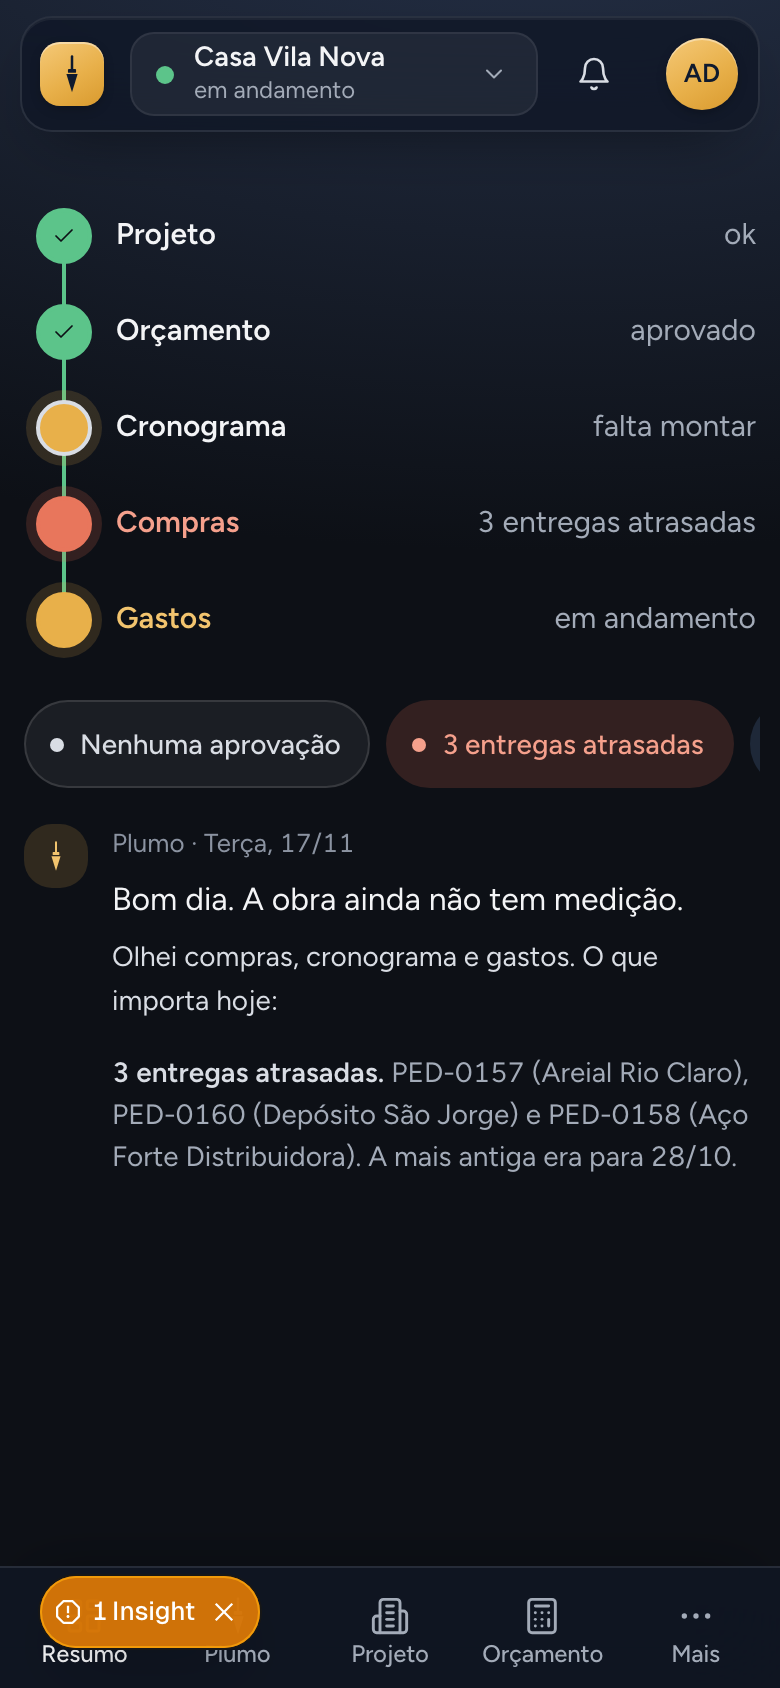 Casa Vila Nova
em andamento
AD
Projeto
ok
Orçamento
aprovado
Cronograma
falta montar
Compras
3 entregas atrasadas
Gastos
em andamento
Nenhuma aprovação
3 entregas atrasadas
Plumo · Terça, 17/11
Bom dia. A obra ainda não tem medição.
Olhei compras, cronograma e gastos. O que
importa hoje:
3 entregas atrasadas. PED-0157 (Areial Rio Claro),
PED-0160 (Depósito São Jorge) e PED-0158 (Aço
Forte Distribuidora). A mais antiga era para 28/10.
1 Insight
Resumo
Plumo
Projeto
Orçamento
Mais